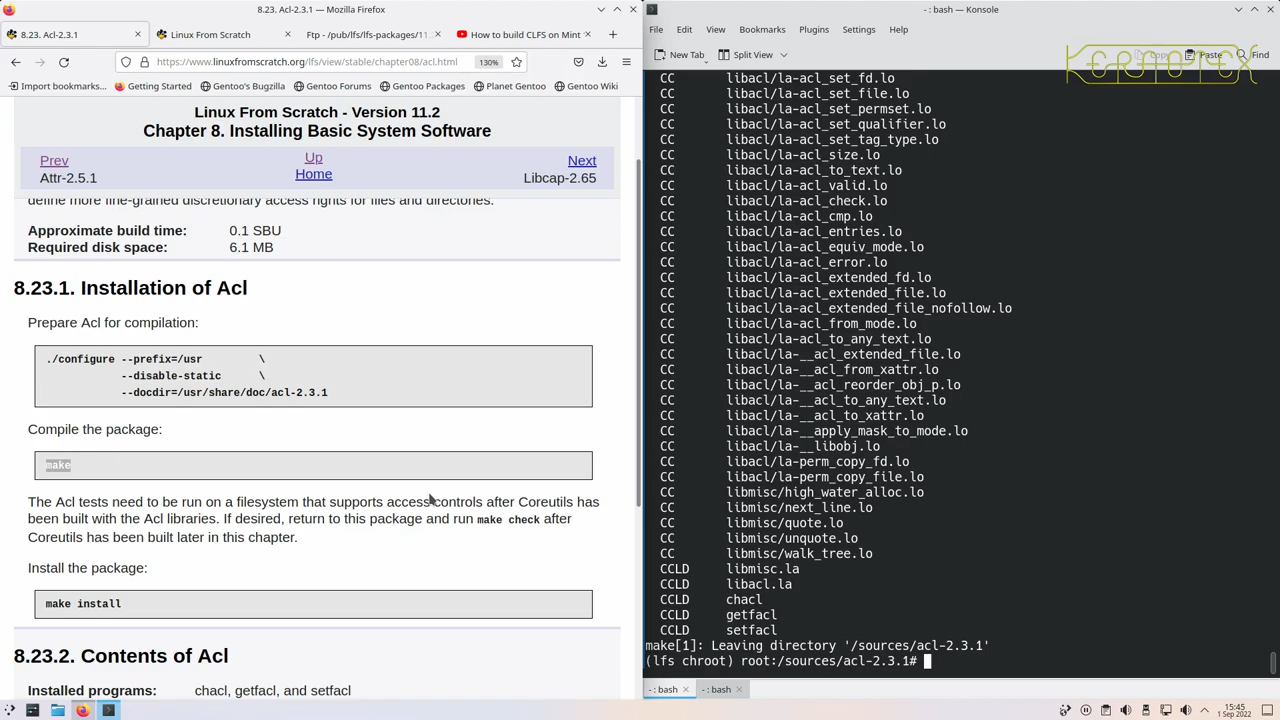 8.23. Acl-2.3.1 — Mozilla Firefox
8.23. Acl-2.3.1
Linux From Scratch
Ftp - /pub/lfs/lfs-packages/11.
How to build CLFS on Mint
https://www.linuxfromscratch.org/lfs/view/stable/chapter08/acl.html
130%
Import bookmarks...
Getting Started
Gentoo's Bugzilla
Gentoo Forums
Gentoo Packages
Planet Gentoo
Gentoo Wiki
Linux From Scratch - Version 11.2
Chapter 8. Installing Basic System Software
Prev
Up
Next
Attr-2.5.1
Home
Libcap-2.65
define more fine-grained discretionary access rights for files and directories.
Approximate build time: 0.1 SBU
Required disk space: 6.1 MB
8.23.1. Installation of Acl
Prepare Acl for compilation:
./configure --prefix=/usr \
--disable-static \
--docdir=/usr/share/doc/acl-2.3.1
Compile the package:
make
The Acl tests need to be run on a filesystem that supports access controls after Coreutils has
been built with the Acl libraries. If desired, return to this package and run make check after
Coreutils has been built later in this chapter.
Install the package:
make install
8.23.2. Contents of Acl
Installed programs: chacl, getfacl, and setfacl
- : bash — Konsole
File Edit View Bookmarks Plugins Settings Help
New Tab Split View Paste Find
KERNOTEX
CC libacl/la-acl_set_fd.lo
CC libacl/la-acl_set_file.lo
CC libacl/la-acl_set_permset.lo
CC libacl/la-acl_set_qualifier.lo
CC libacl/la-acl_set_tag_type.lo
CC libacl/la-acl_size.lo
CC libacl/la-acl_to_text.lo
CC libacl/la-acl_valid.lo
CC libacl/la-acl_check.lo
CC libacl/la-acl_cmp.lo
CC libacl/la-acl_entries.lo
CC libacl/la-acl_equiv_mode.lo
CC libacl/la-acl_error.lo
CC libacl/la-acl_extended_fd.lo
CC libacl/la-acl_extended_file.lo
CC libacl/la-acl_extended_file_nofollow.lo
CC libacl/la-acl_from_mode.lo
CC libacl/la-acl_to_any_text.lo
CC libacl/la-__acl_extended_file.lo
CC libacl/la-__acl_from_xattr.lo
CC libacl/la-__acl_reorder_obj_p.lo
CC libacl/la-__acl_to_any_text.lo
CC libacl/la-__acl_to_xattr.lo
CC libacl/la-__apply_mask_to_mode.lo
CC libacl/la-__libobj.lo
CC libacl/la-perm_copy_fd.lo
CC libacl/la-perm_copy_file.lo
CC libmisc/high_water_alloc.lo
CC libmisc/next_line.lo
CC libmisc/quote.lo
CC libmisc/unquote.lo
CC libmisc/walk_tree.lo
CCLD libmisc.la
CCLD libacl.la
CCLD chacl
CCLD getfacl
CCLD setfacl
make[1]: Leaving directory '/sources/acl-2.3.1'
(lfs chroot) root:/sources/acl-2.3.1#
- : bash
- : bash
15:45
1 Sep 2022